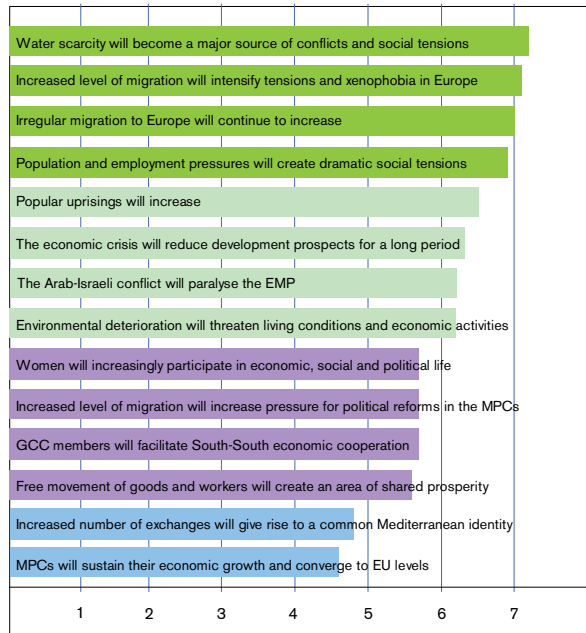 Water scarcity will become a major source of conflicts and social tensions
Increased level of migration will intensify tensions and xenophobia in Europe
Irregular migration to Europe will continue to increase
Population and employment pressures will create dramatic social tensions
Popular uprisings will increase
The economic crisis will reduce development prospects for a long period
The Arab-Israeli conflict will paralyse the EMP
Environmental deterioration will threaten living conditions and economic activities
Women will increasingly participate in economic, social and political life
Increased level of migration will increase pressure for political reforms in the MPCs
GCC members will facilitate South-South economic cooperation
Free movement of goods and workers will create an area of shared prosperity
Increased number of exchanges will give rise to a common Mediterranean identity
MPCs will sustain their economic growth and converge to EU levels
1 2 3 4 5 6 7